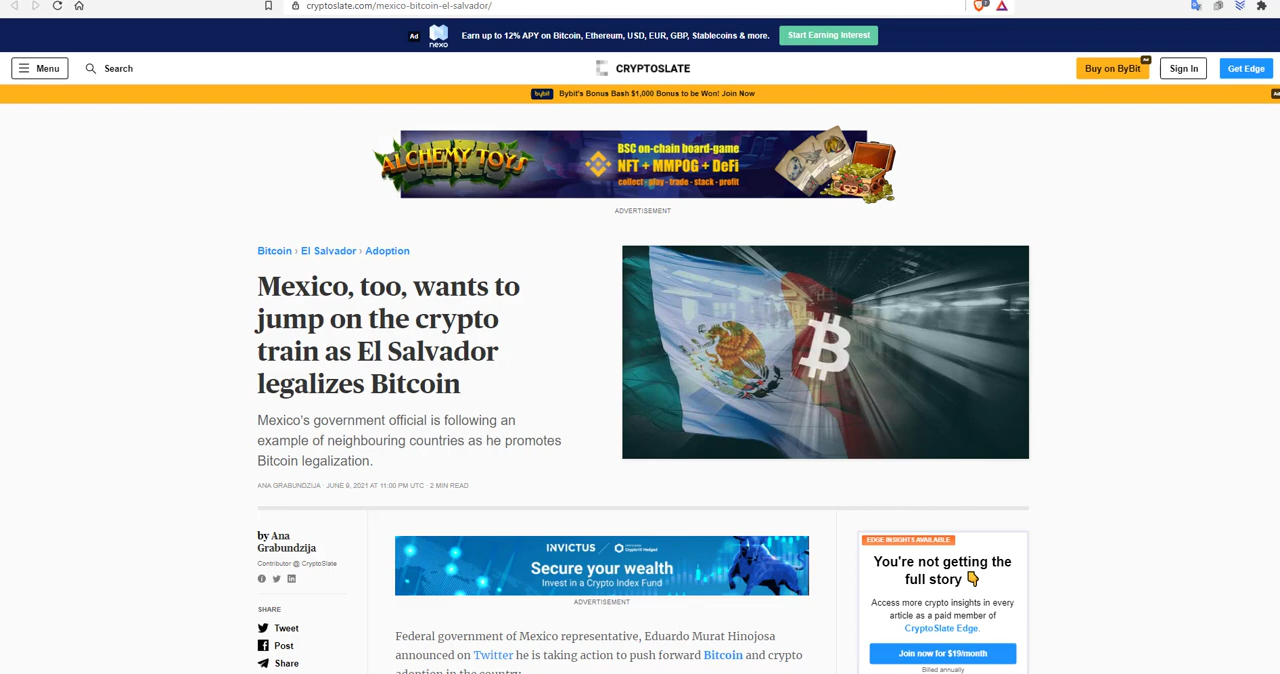 cryptoslate.com/mexico-bitcoin-el-salvador/
Ad
nexo
Earn up to 12% APY on Bitcoin, Ethereum, USD, EUR, GBP, Stablecoins & more.
Start Earning Interest
Menu
Search
CRYPTOSLATE
Buy on ByBit
Ad
Sign In
Get Edge
bybit
Bybit's Bonus Bash $1,000 Bonus to be Won! Join Now
Ad
ALCHEMY TOYS
BSC on-chain board-game
NFT + MMPOG + DeFi
collect - play - trade - stack - profit
ADVERTISEMENT
Bitcoin › El Salvador › Adoption
Mexico, too, wants to
jump on the crypto
train as El Salvador
legalizes Bitcoin
Mexico's government official is following an
example of neighbouring countries as he promotes
Bitcoin legalization.
ANA GRABUNDZIJA · JUNE 9, 2021 AT 11:00 PM UTC · 2 MIN READ
by Ana
Grabundzija
Contributor @ CryptoSlate
SHARE
Tweet
Post
Share
INVICTUS
Secure your wealth
Invest in a Crypto Index Fund
ADVERTISEMENT
Federal government of Mexico representative, Eduardo Murat Hinojosa
announced on Twitter he is taking action to push forward Bitcoin and crypto
adoption in the country.
EDGE INSIGHTS AVAILABLE
You're not getting the
full story 👇
Access more crypto insights in every
article as a paid member of
CryptoSlate Edge.
Join now for $19/month
Billed annually